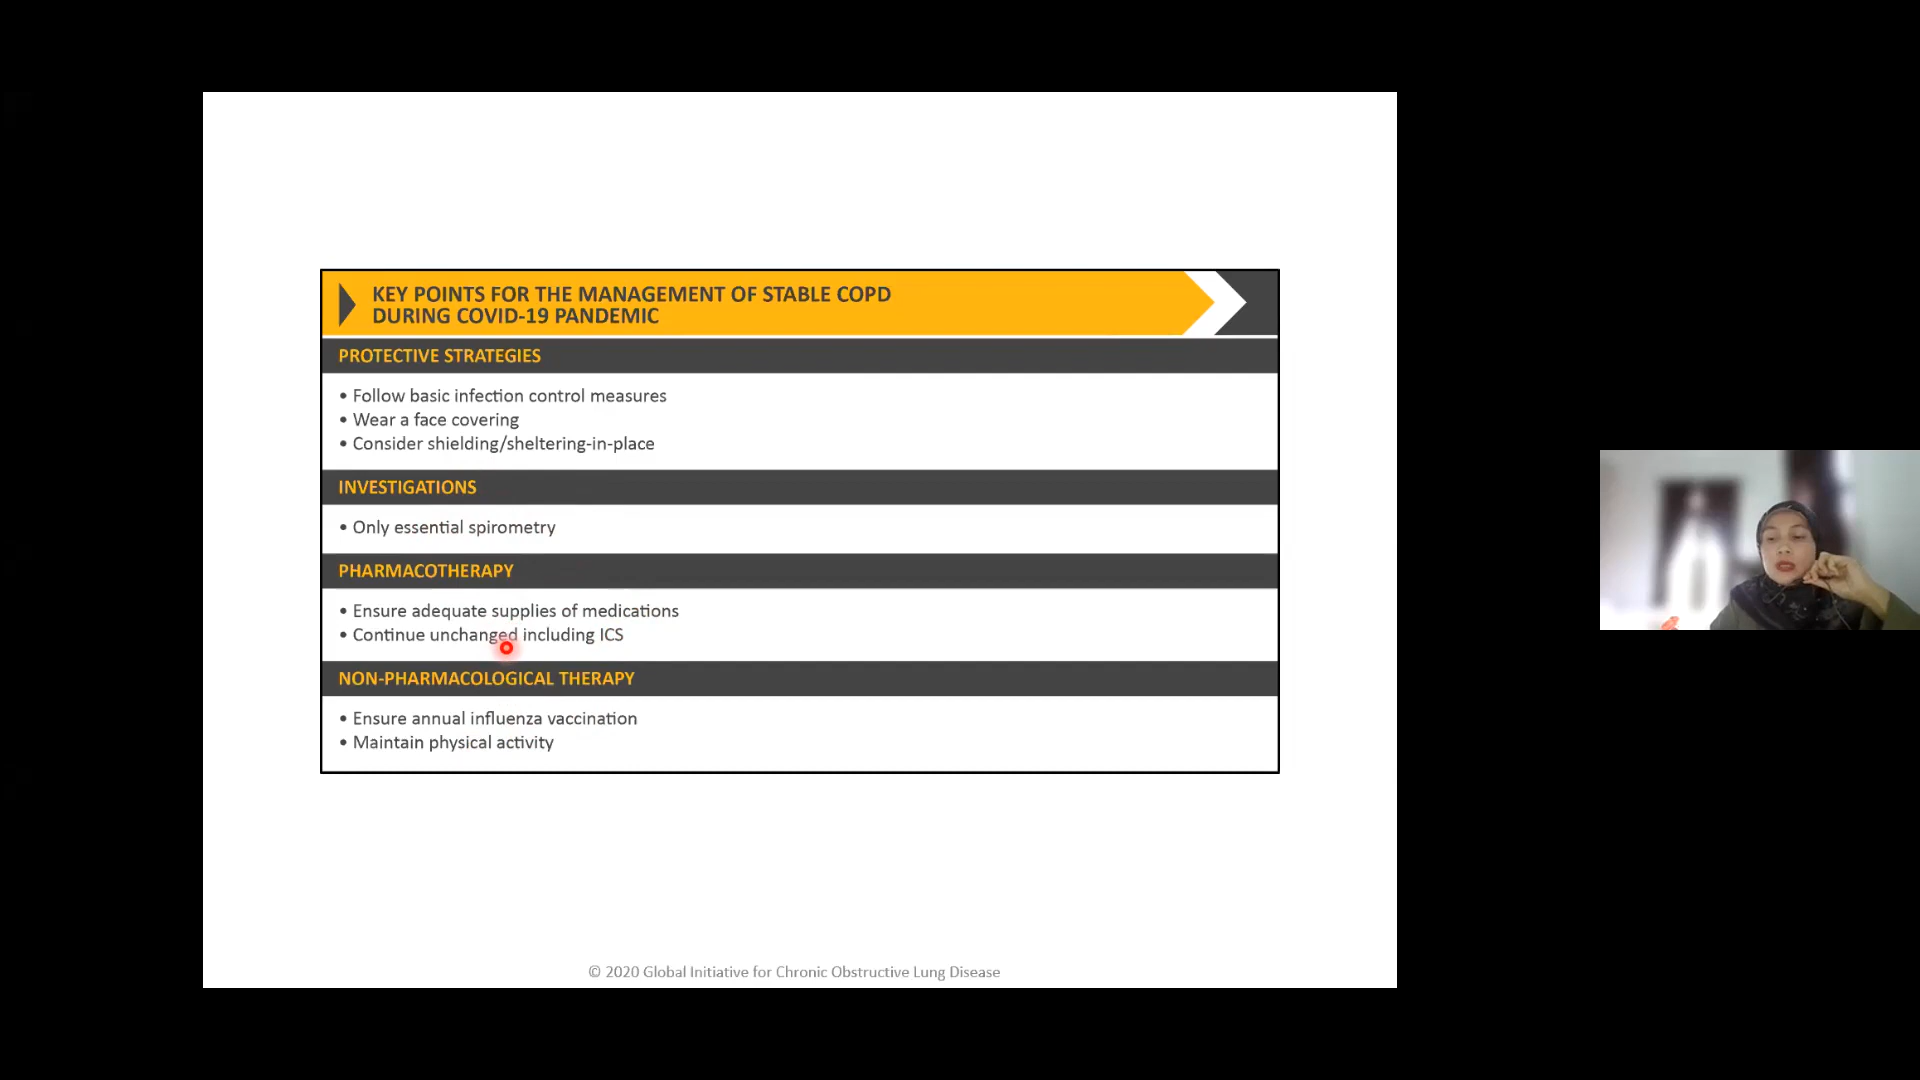 KEY POINTS FOR THE MANAGEMENT OF STABLE COPD
DURING COVID-19 PANDEMIC
PROTECTIVE STRATEGIES
• Follow basic infection control measures
• Wear a face covering
• Consider shielding/sheltering-in-place
INVESTIGATIONS
• Only essential spirometry
PHARMACOTHERAPY
• Ensure adequate supplies of medications
• Continue unchanged including ICS
NON-PHARMACOLOGICAL THERAPY
• Ensure annual influenza vaccination
• Maintain physical activity
© 2020 Global Initiative for Chronic Obstructive Lung Disease